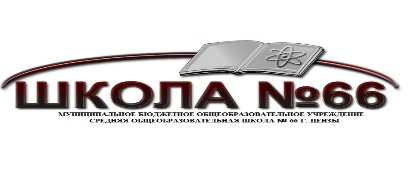 ШКОЛА №66
МУНИЦИПАЛЬНОЕ БЮДЖЕТНОЕ ОБЩЕОБРАЗОВАТЕЛЬНОЕ УЧРЕЖДЕНИЕ
СРЕДНЯЯ ОБЩЕОБРАЗОВАТЕЛЬНАЯ ШКОЛА № 66 Г. ПЕНЗЫ